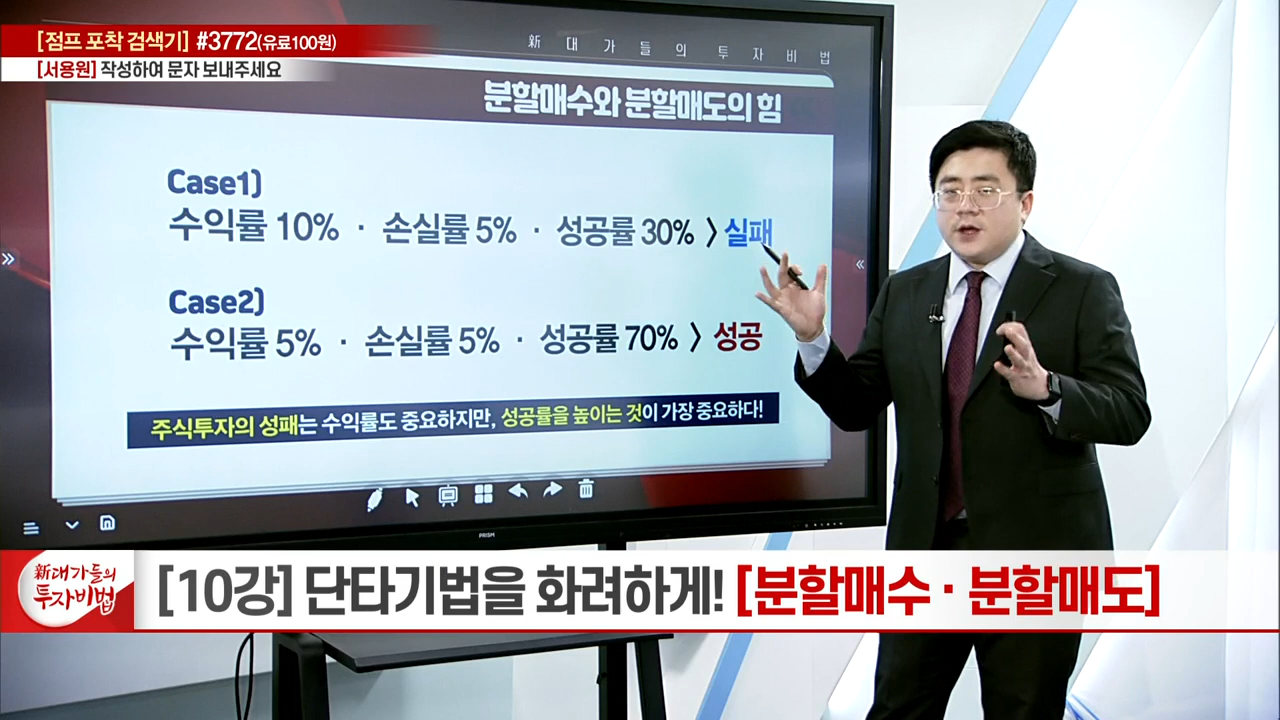 [점프 포착 검색기] #3772(유료100원)
[서용원] 작성하여 문자 보내주세요
新 대 가 들 의 투 자 비 법
분할매수와 분할매도의 힘
Case1)
수익률 10% · 손실률 5% · 성공률 30% > 실패
Case2)
수익률 5% · 손실률 5% · 성공률 70% > 성공
주식투자의 성패는 수익률도 중요하지만, 성공률을 높이는 것이 가장 중요하다!
PRISM
新대가들의
투자비법
[10강] 단타기법을 화려하게! [분할매수 · 분할매도]